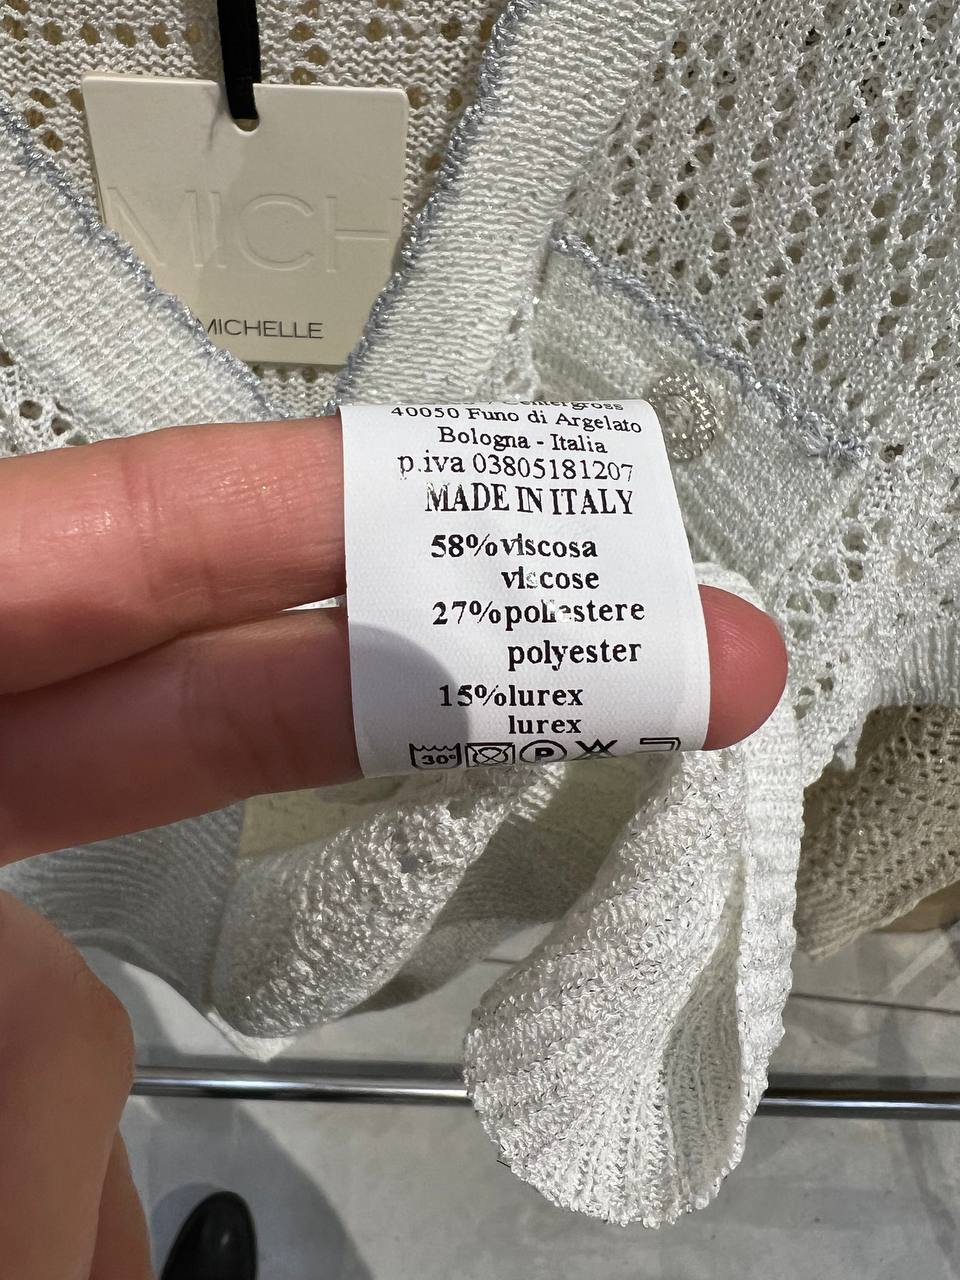 MICH
MICHELLE
Centergross
40050 Funo di Argelato
Bologna - Italia
p.iva 03805181207
MADE IN ITALY
58% viscosa
viscose
27% poliestere
polyester
15% lurex
lurex
30° P